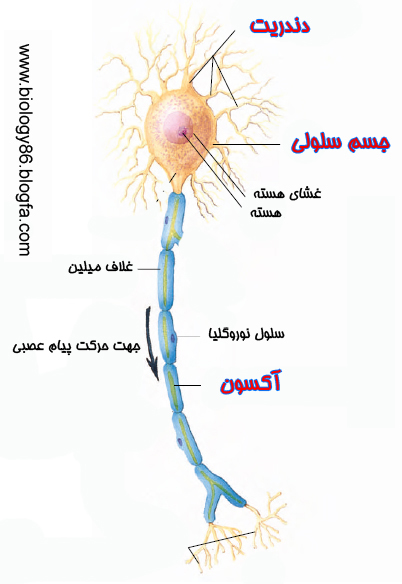 دندریت
جسم سلولی
غشای هسته
هسته
غلاف میلین
سلول نوروگلیا
جهت حرکت پیام عصبی
آکسون
www.biology86.blogfa.com